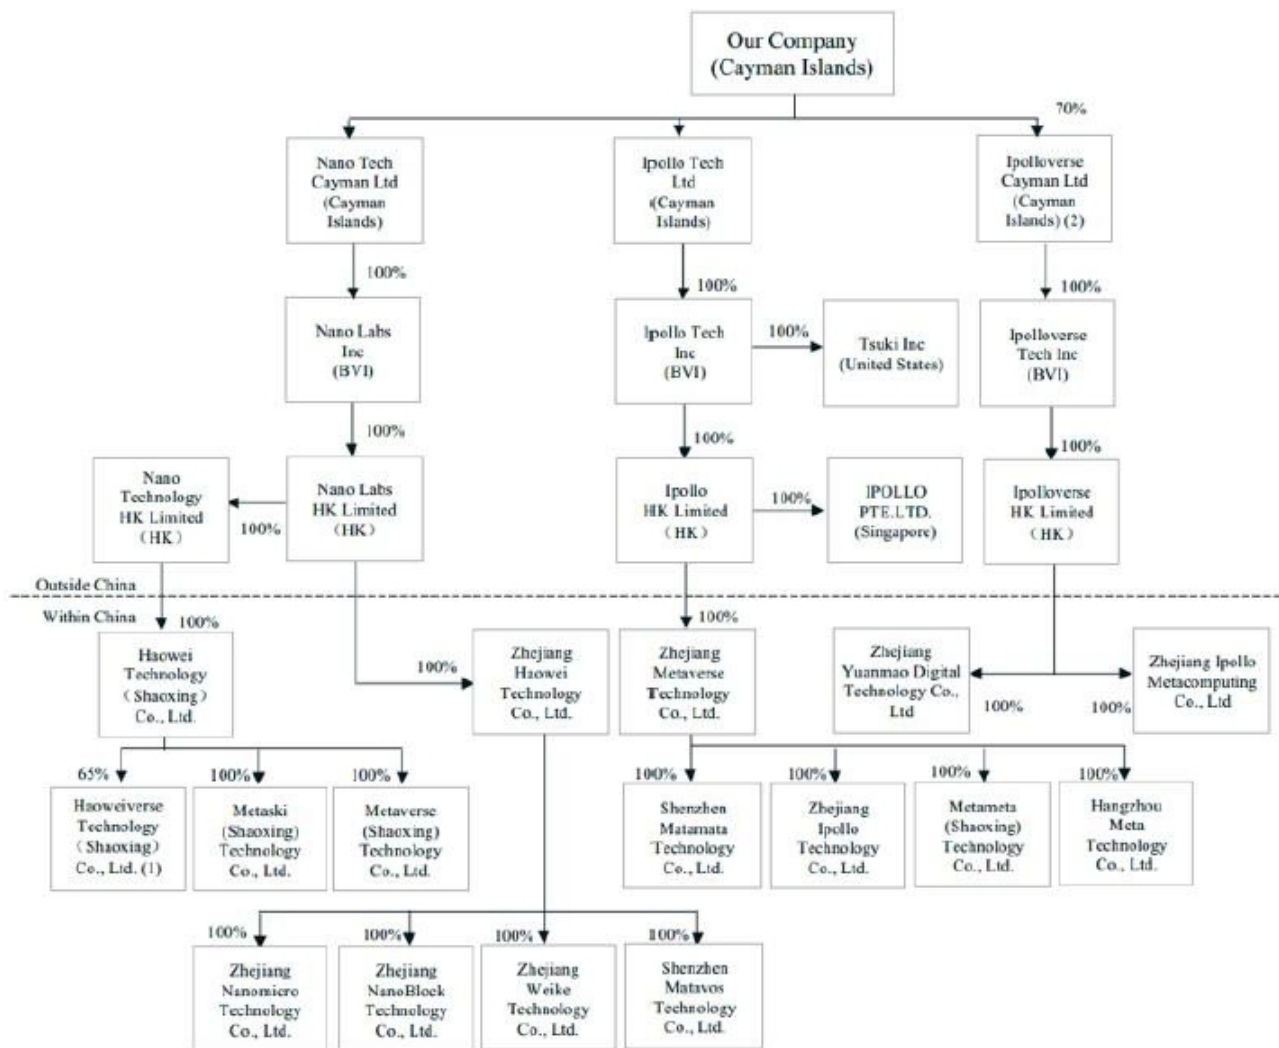 Our Company
(Cayman Islands)
70%
Nano Tech
Cayman Ltd
(Cayman
Islands)
Ipollo Tech
Ltd
(Cayman
Islands)
Ipolloverse
Cayman Ltd
(Cayman
Islands) (2)
100%
100%
100%
Nano Labs
Inc
(BVI)
Ipollo Tech
Inc
(BVI)
100%
Tsuki Inc
(United States)
Ipolloverse
Tech Inc
(BVI)
100%
100%
100%
Nano
Technology
HK Limited
(HK)
100%
Nano Labs
HK Limited
(HK)
Ipollo
HK Limited
(HK)
100%
IPOLLO
PTE.LTD.
(Singapore)
Ipolloverse
HK Limited
(HK)
Outside China
Within China
100%
100%
Haowei
Technology
(Shaoxing)
Co., Ltd.
100%
Zhejiang
Haowei
Technology
Co., Ltd.
Zhejiang
Metaverse
Technology
Co., Ltd.
Zhejiang
Yuanmao Digital
Technology Co.,
Ltd
100%
100%
Zhejiang Ipollo
Metacomputing
Co., Ltd
65%
100%
100%
100%
100%
100%
100%
Haoweiverse
Technology
(Shaoxing)
Co., Ltd. (1)
Metaski
(Shaoxing)
Technology
Co., Ltd.
Metaverse
(Shaoxing)
Technology
Co., Ltd.
Shenzhen
Matamata
Technology
Co., Ltd.
Zhejiang
Ipollo
Technology
Co., Ltd.
Metameta
(Shaoxing)
Technology
Co., Ltd.
Hangzhou
Meta
Technology
Co., Ltd.
100%
100%
100%
100%
Zhejiang
Nanomicro
Technology
Co., Ltd.
Zhejiang
NanoBlock
Technology
Co., Ltd.
Zhejiang
Weike
Technology
Co., Ltd.
Shenzhen
Matavos
Technology
Co., Ltd.